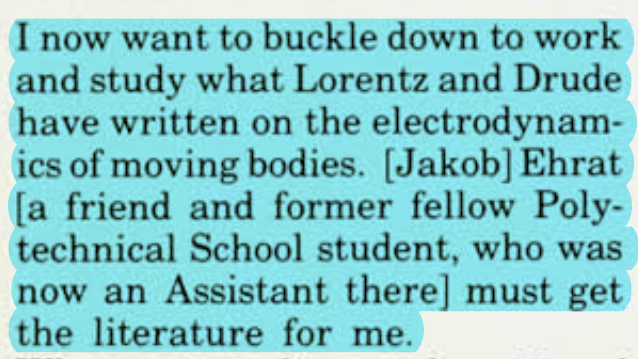 I now want to buckle down to work
and study what Lorentz and Drude
have written on the electrodynam-
ics of moving bodies. [Jakob] Ehrat
[a friend and former fellow Poly-
technical School student, who was
now an Assistant there] must get
the literature for me.